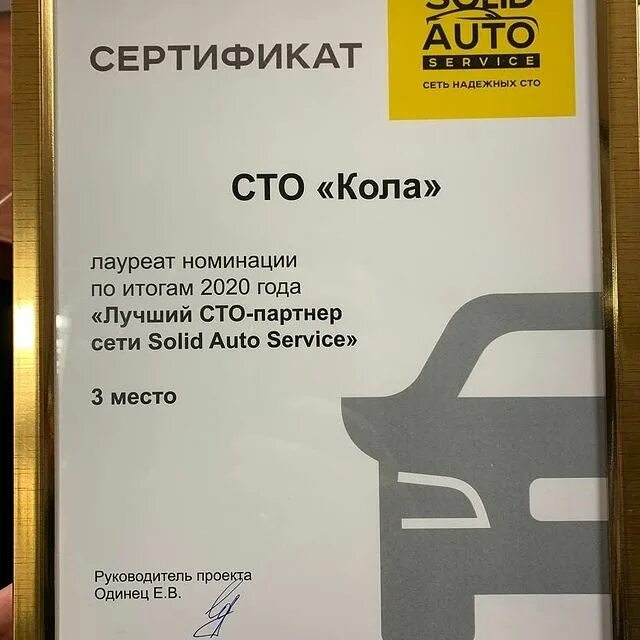 СЕРТИФИКАТ
SOLID
AUTO
SERVICE
СЕТЬ НАДЕЖНЫХ СТО
СТО «Кола»
лауреат номинации
по итогам 2020 года
«Лучший СТО-партнер
сети Solid Auto Service»
3 место
Руководитель проекта
Одинец Е.В.